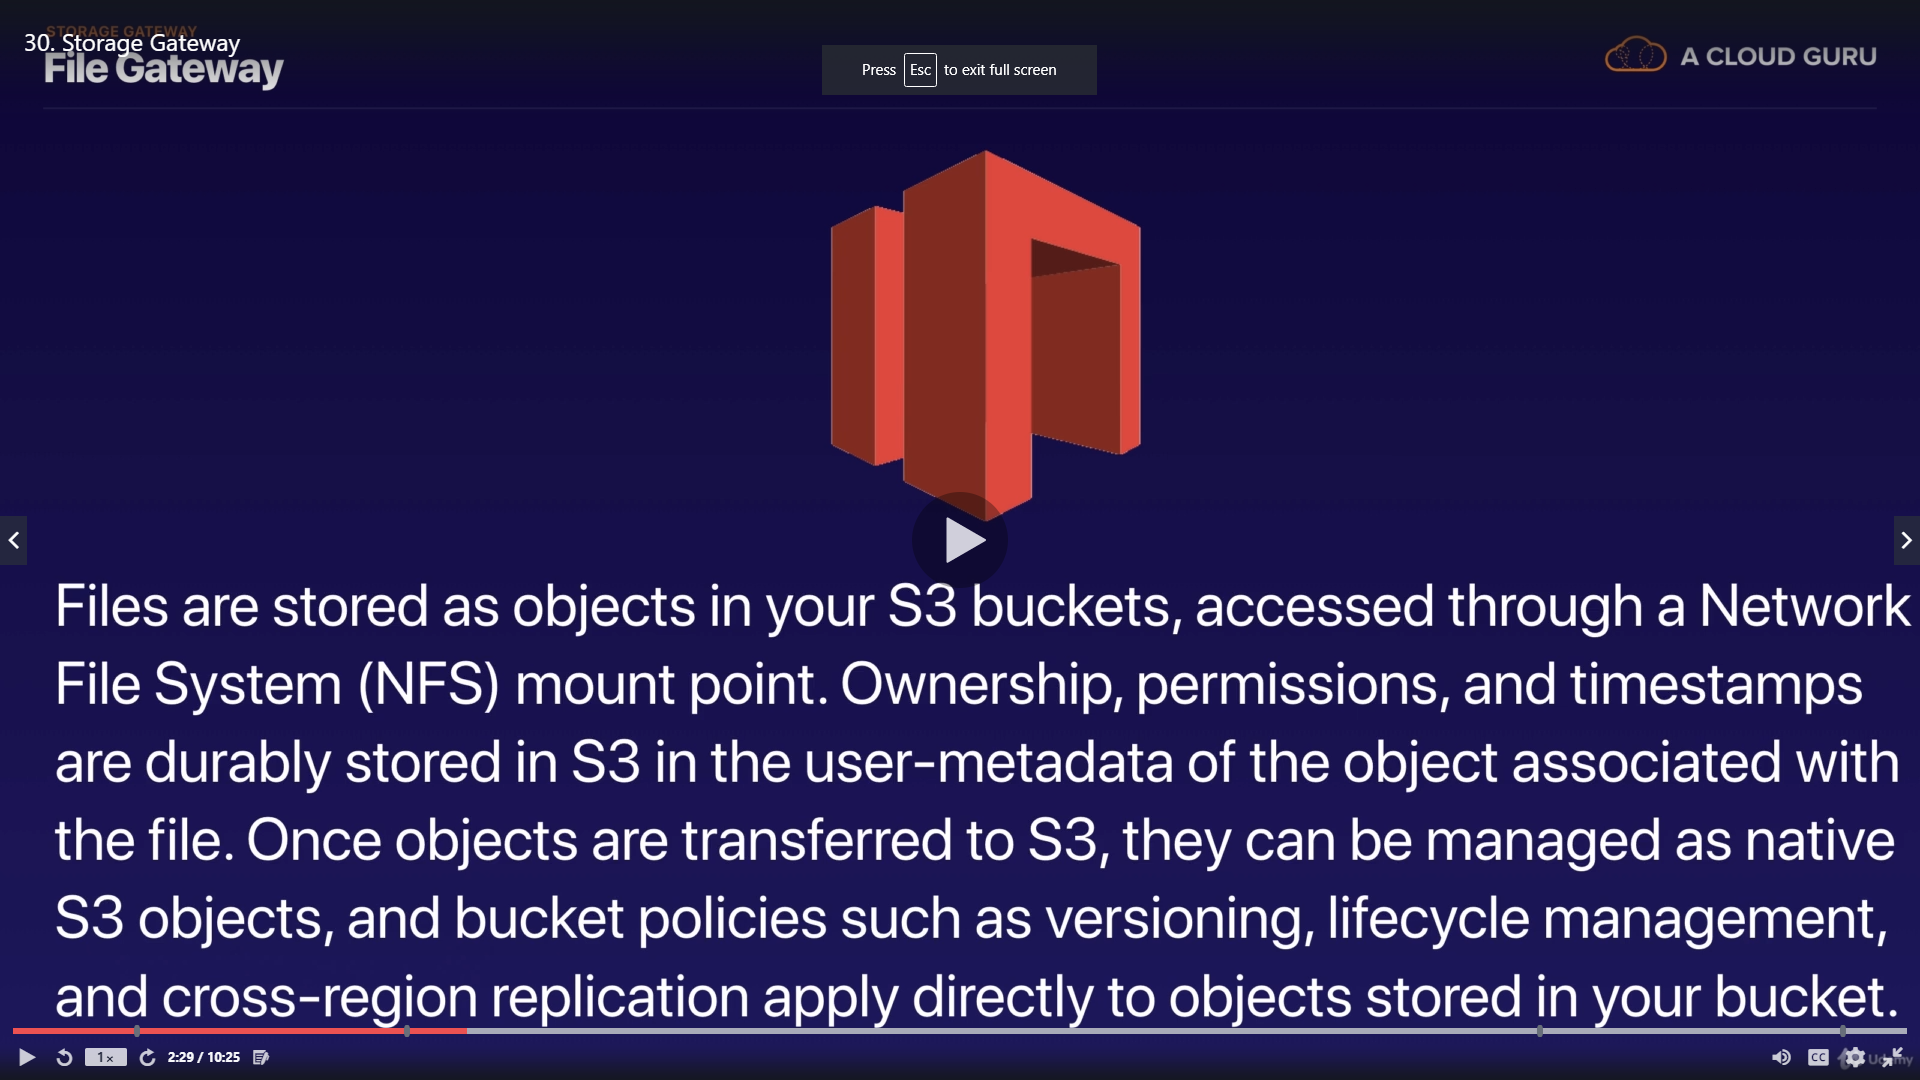 STORAGE GATEWAY
30. Storage Gateway
File Gateway
Press Esc to exit full screen
A CLOUD GURU
Files are stored as objects in your S3 buckets, accessed through a Network
File System (NFS) mount point. Ownership, permissions, and timestamps
are durably stored in S3 in the user-metadata of the object associated with
the file. Once objects are transferred to S3, they can be managed as native
S3 objects, and bucket policies such as versioning, lifecycle management,
and cross-region replication apply directly to objects stored in your bucket.
1x 2:29 / 10:25 CC Udemy